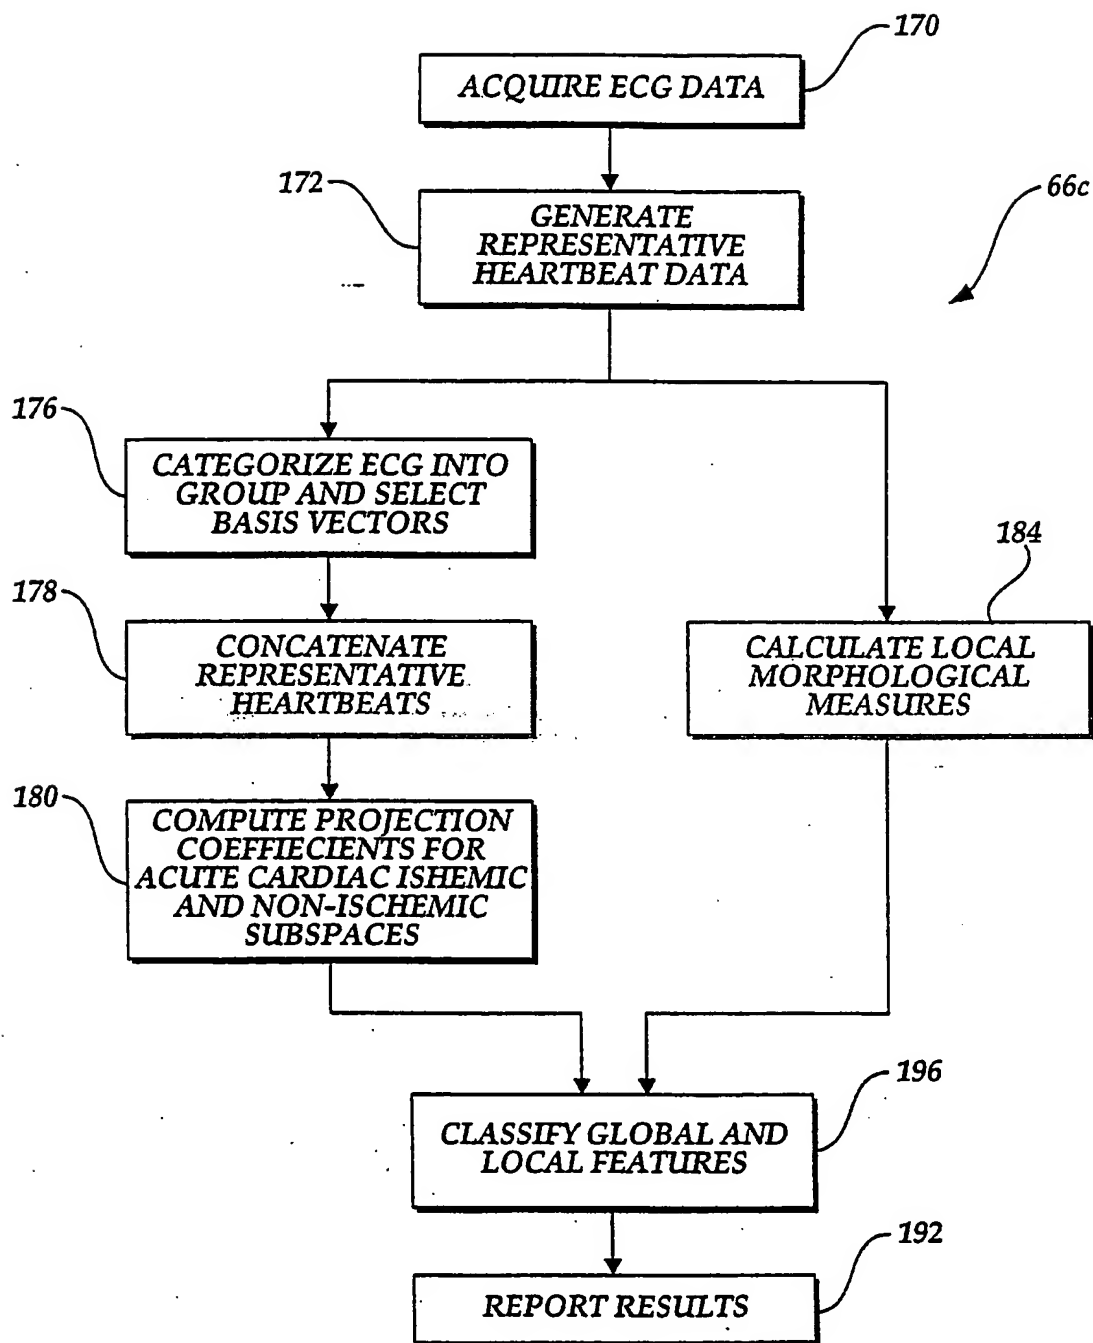 170
ACQUIRE ECG DATA
172
GENERATE
REPRESENTATIVE
HEARTBEAT DATA
66c
176
CATEGORIZE ECG INTO
GROUP AND SELECT
BASIS VECTORS
178
CONCATENATE
REPRESENTATIVE
HEARTBEATS
184
CALCULATE LOCAL
MORPHOLOGICAL
MEASURES
180
COMPUTE PROJECTION
COEFFIECIENTS FOR
ACUTE CARDIAC ISHEMIC
AND NON-ISCHEMIC
SUBSPACES
196
CLASSIFY GLOBAL AND
LOCAL FEATURES
192
REPORT RESULTS